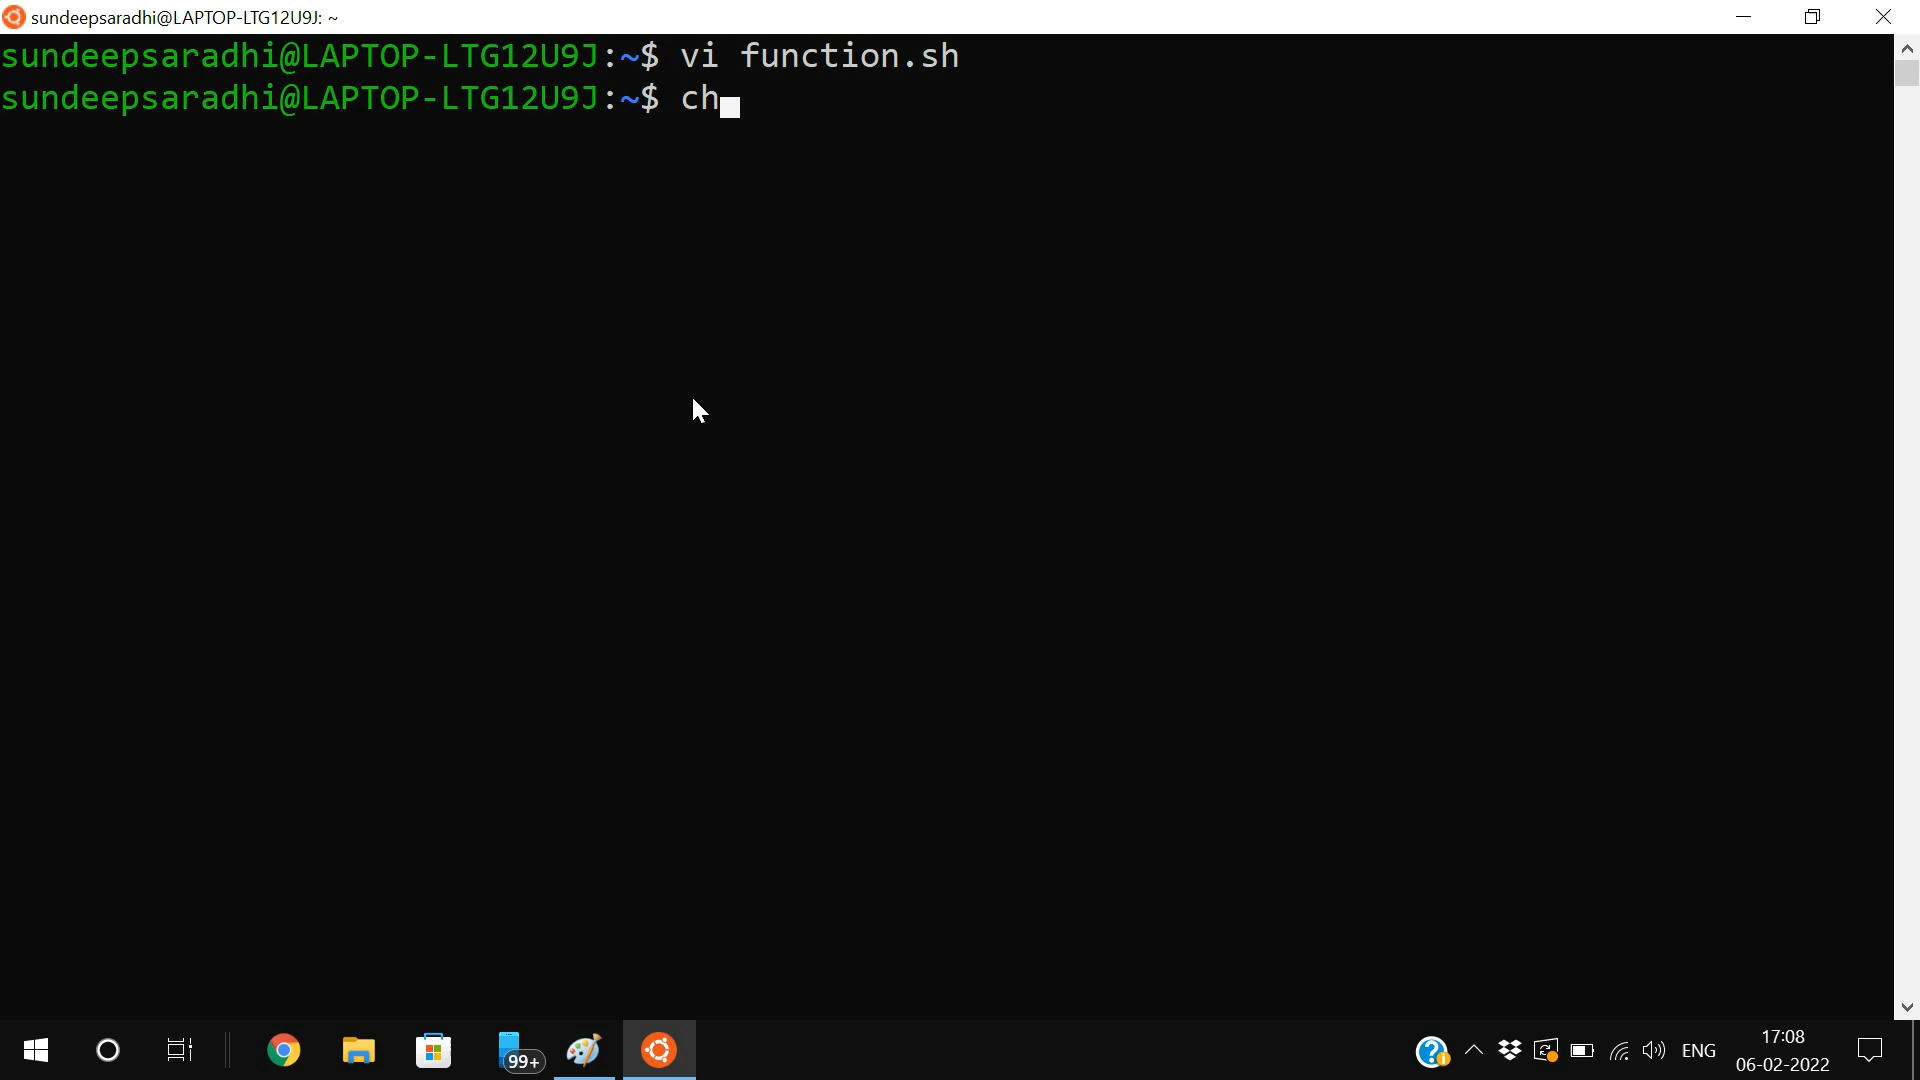 sundeepsaradhi@LAPTOP-LTG12U9J: ~
sundeepsaradhi@LAPTOP-LTG12U9J:~$ vi function.sh
sundeepsaradhi@LAPTOP-LTG12U9J:~$ ch
99+
ENG
17:08
06-02-2022